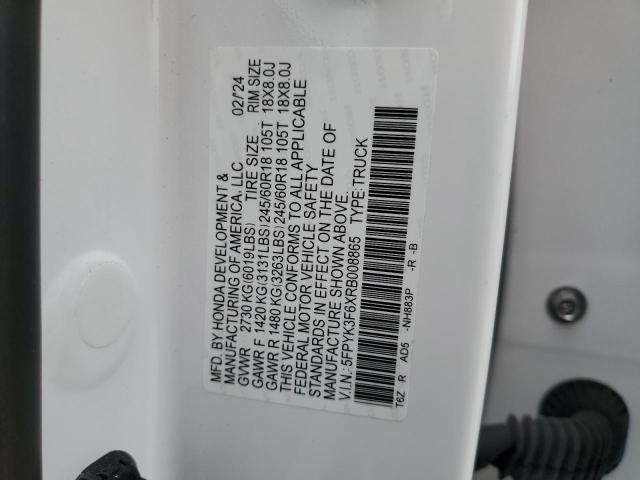 MFD. BY HONDA DEVELOPMENT &
MANUFACTURING OF AMERICA, LLC 02/'24
GVWR 2730 KG(6019LBS) TIRE SIZE RIM SIZE
GAWR F 1420 KG(3131LBS) 245/60R18 105T 18X8.0J
GAWR R 1480 KG(3263LBS) 245/60R18 105T 18X8.0J
THIS VEHICLE CONFORMS TO ALL APPLICABLE
FEDERAL MOTOR VEHICLE SAFETY
STANDARDS IN EFFECT ON THE DATE OF
MANUFACTURE SHOWN ABOVE.
V.I.N.: 5FPYK3F6XRB008865 TYPE: TRUCK
T6Z R AD5 -NH883P -R -B